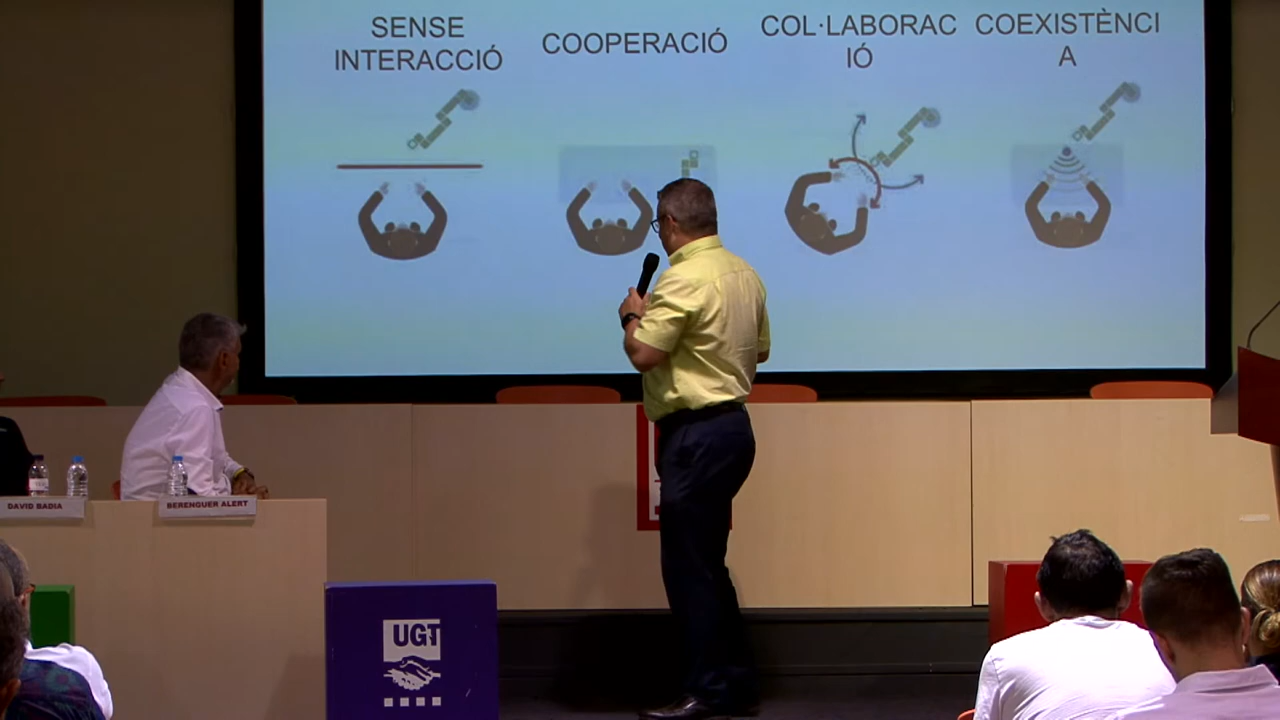 SENSE
INTERACCIÓ
COOPERACIÓ
COL·LABORAC
IÓ
COEXISTÈNCI
A
DAVID BADIA
BERENGUER ALERT
UGT